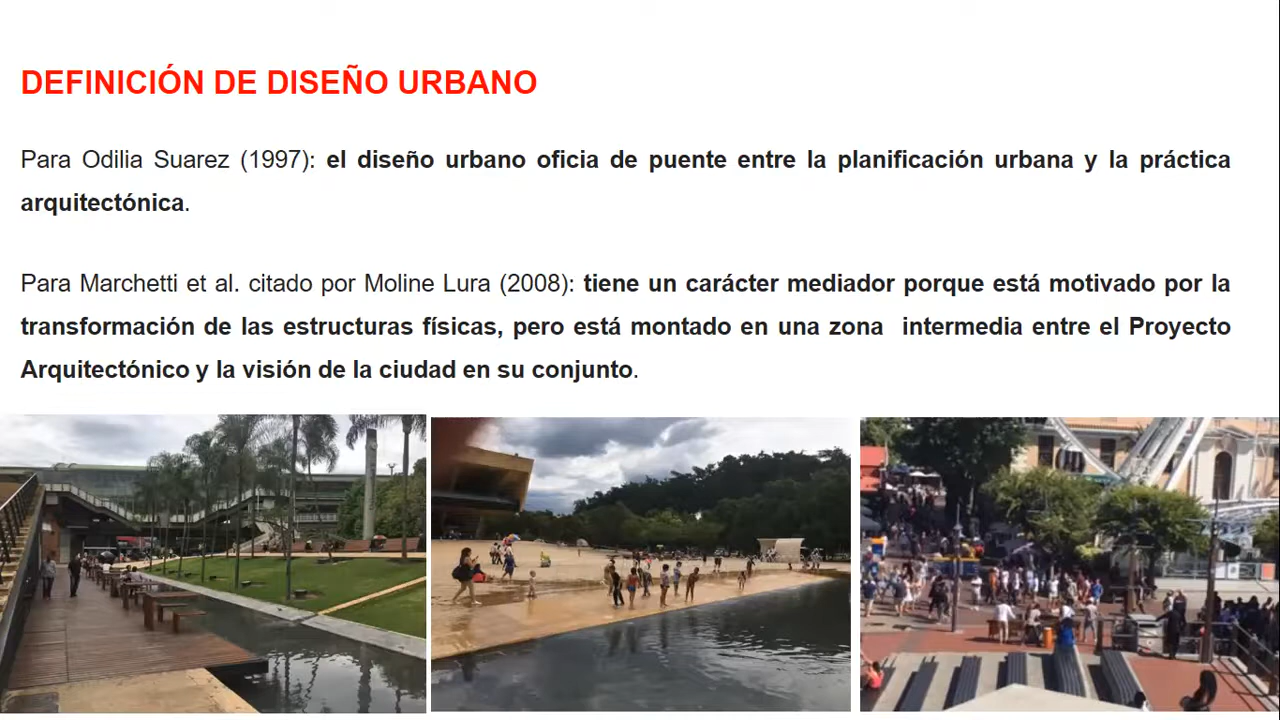 DEFINICIÓN DE DISEÑO URBANO
Para Odilia Suarez (1997): el diseño urbano oficia de puente entre la planificación urbana y la práctica
arquitectónica.
Para Marchetti et al. citado por Moline Lura (2008): tiene un carácter mediador porque está motivado por la
transformación de las estructuras físicas, pero está montado en una zona  intermedia entre el Proyecto
Arquitectónico y la visión de la ciudad en su conjunto.